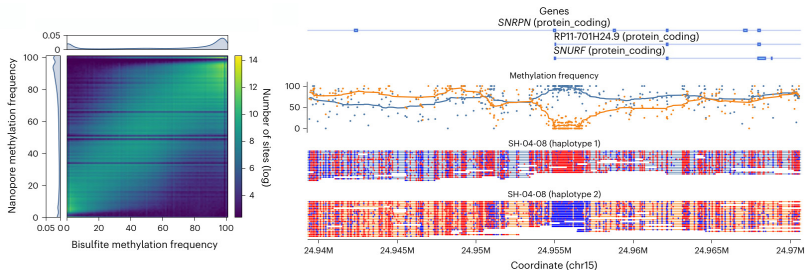 0.05
0
Nanopore methylation frequency
100
80
60
40
20
0
0.05 0
0 20 40 60 80 100
Bisulfite methylation frequency
14
12
10
8
6
4
Number of sites (log)
Genes
SNRPN (protein_coding)
RP11-701H24.9 (protein_coding)
SNURF (protein_coding)
Methylation frequency
100
50
0
SH-04-08 (haplotype 1)
SH-04-08 (haplotype 2)
24.94M 24.945M 24.95M 24.955M 24.96M 24.965M 24.97M
Coordinate (chr15)